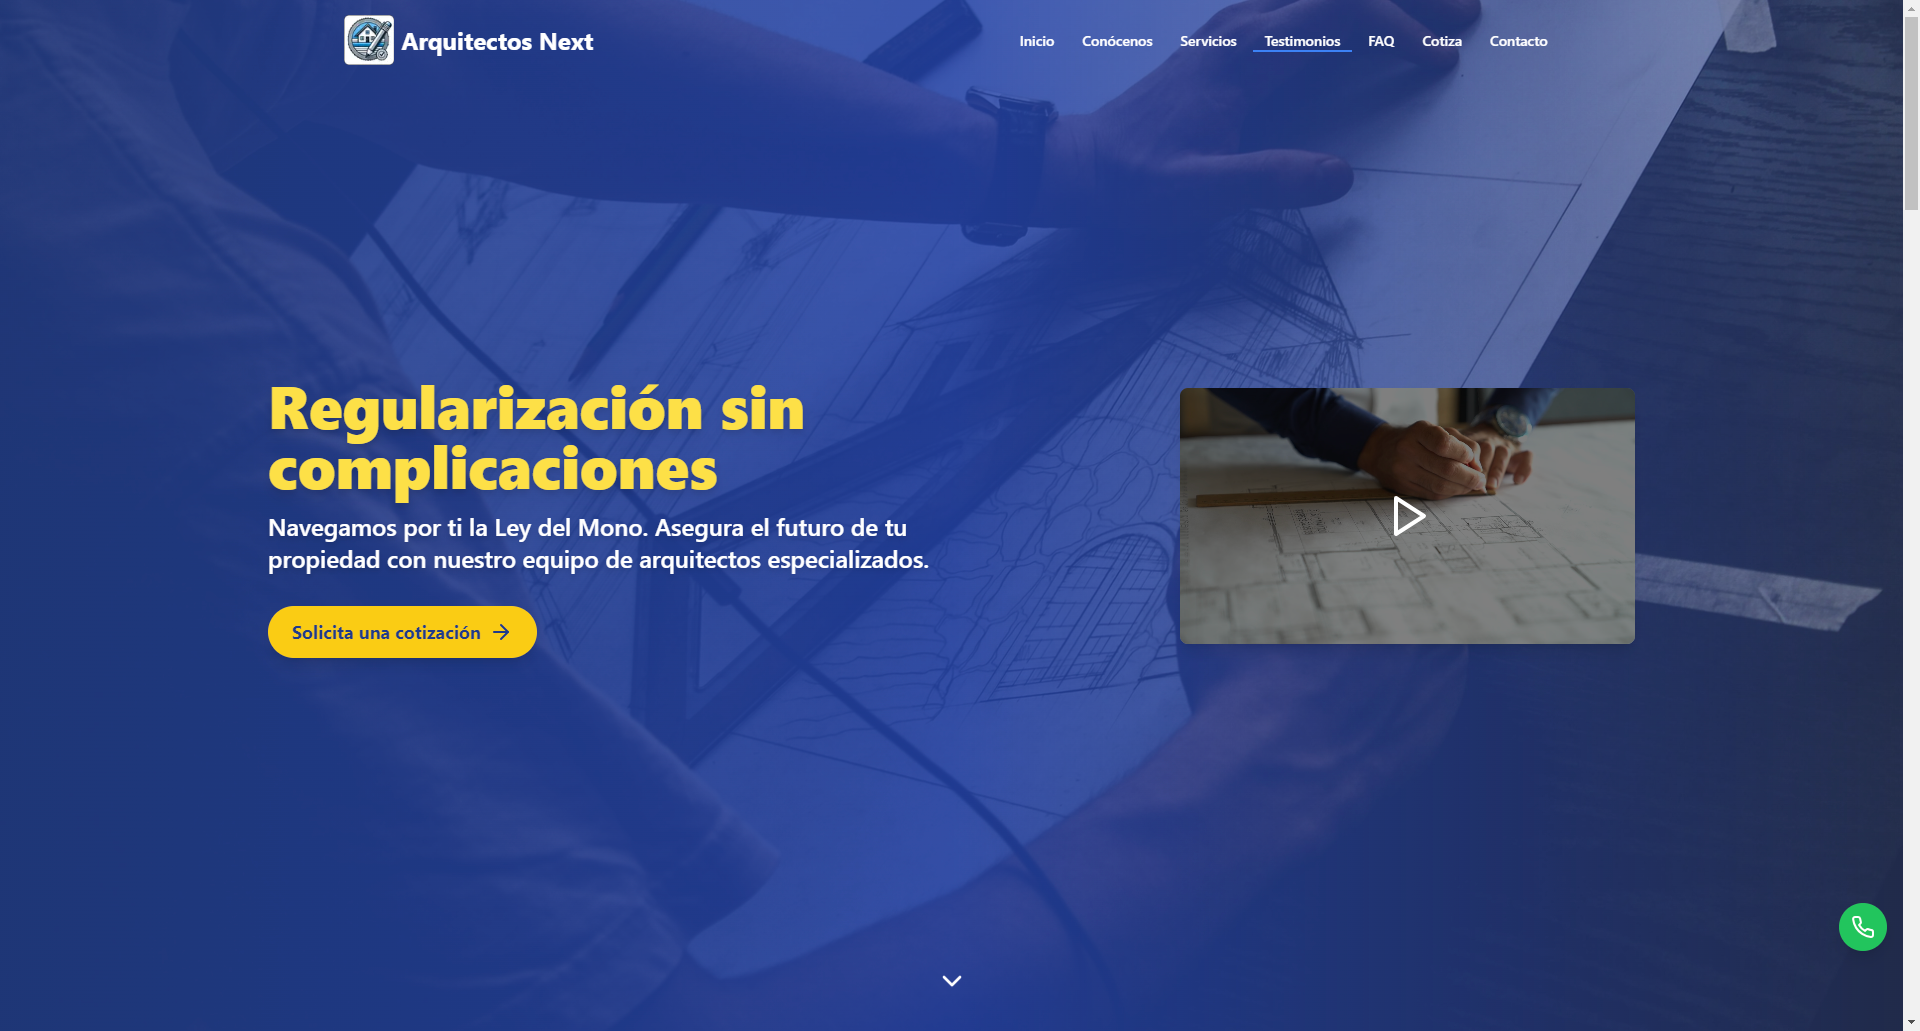 Arquitectos Next
Inicio Conócenos Servicios Testimonios FAQ Cotiza Contacto
Regularización sin
complicaciones
Navegamos por ti la Ley del Mono. Asegura el futuro de tu
propiedad con nuestro equipo de arquitectos especializados.
Solicita una cotización